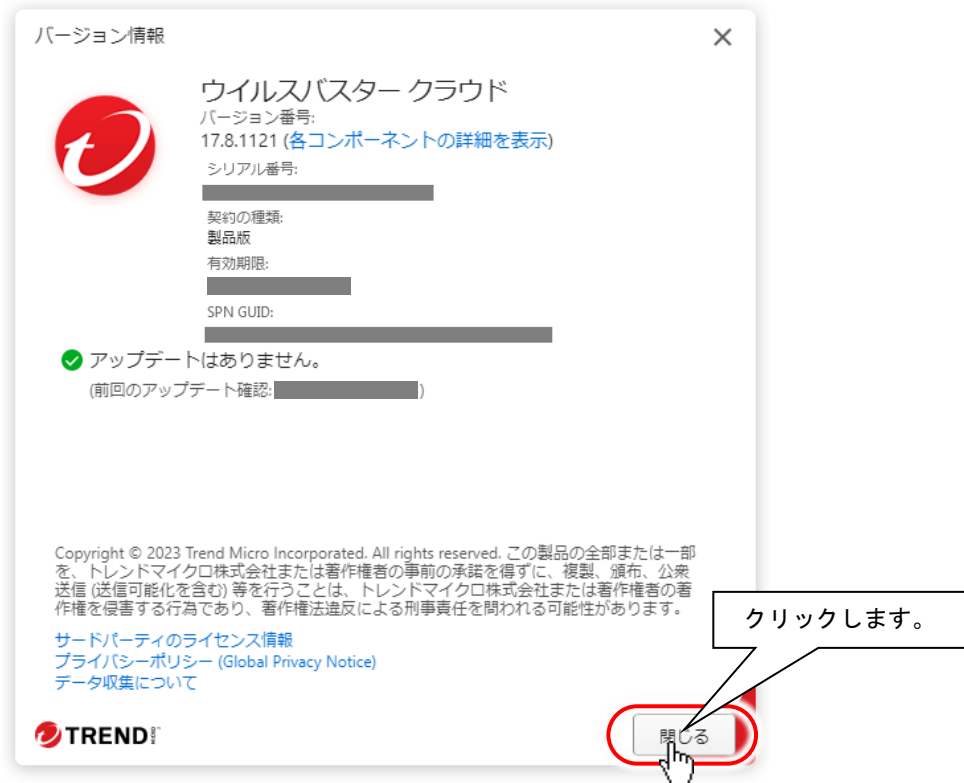 バージョン情報
ウイルスバスター クラウド
バージョン番号:
17.8.1121 (各コンポーネントの詳細を表示)
シリアル番号:
契約の種類:
製品版
有効期限:
SPN GUID:
アップデートはありません。
(前回のアップデート確認: )
Copyright © 2023 Trend Micro Incorporated. All rights reserved. この製品の全部または一部
を、トレンドマイクロ株式会社または著作権者の事前の承諾を得ずに、複製、頒布、公衆
送信 (送信可能化を含む) 等を行うことは、トレンドマイクロ株式会社または著作権者の著
作権を侵害する行為であり、著作権法違反による刑事責任を問われる可能性があります。
クリックします。
サードパーティのライセンス情報
プライバシーポリシー (Global Privacy Notice)
データ収集について
TREND MICRO
閉じる